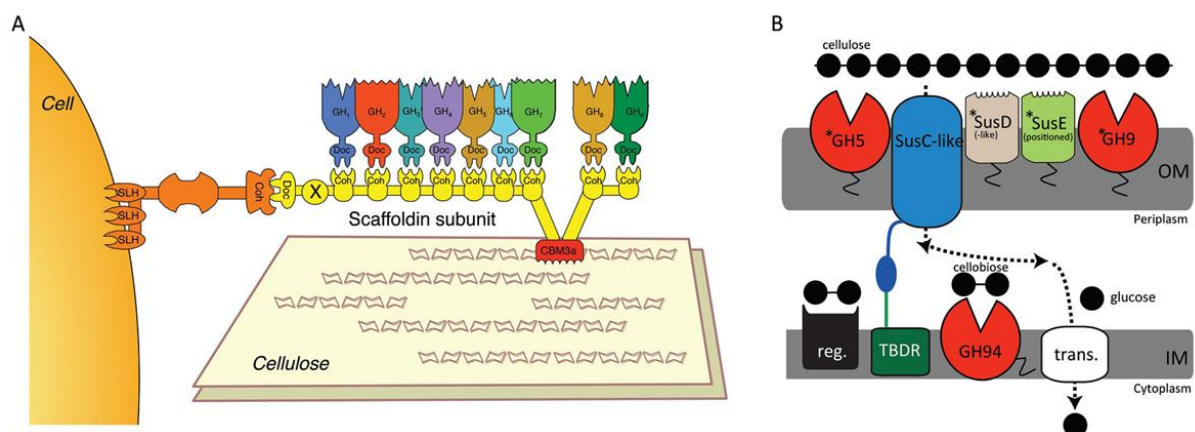 A
Cell
SLH
SLH
SLH
Coh
Doc
X
GH₁
GH₂
GH₃
GH₄
GH₅
GH₆
GH₇
GH₈
GH₉
Doc
Doc
Doc
Doc
Doc
Doc
Doc
Doc
Doc
Coh
Coh
Coh
Coh
Coh
Coh
Coh
Coh
Coh
Scaffoldin subunit
CBM3a
Cellulose
B
cellulose
*GH5
SusC-like
*SusD
(-like)
*SusE
(positioned)
*GH9
OM
Periplasm
cellobiose
glucose
reg.
TBDR
GH94
trans.
IM
Cytoplasm